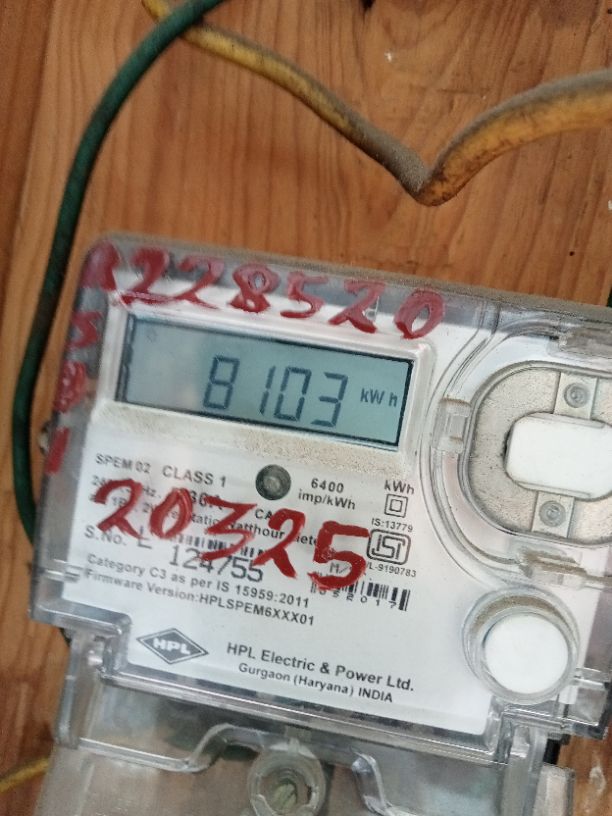 228520
8103 kWh
SPEM 02 CLASS 1
6400
imp/kWh
kWh
IS:13779
20325
S.No. L 124755
Category C3 as per IS 15959:2011
Firmware Version:HPLSPEM6XXX01
HPL
HPL Electric & Power Ltd.
Gurgaon (Haryana) INDIA